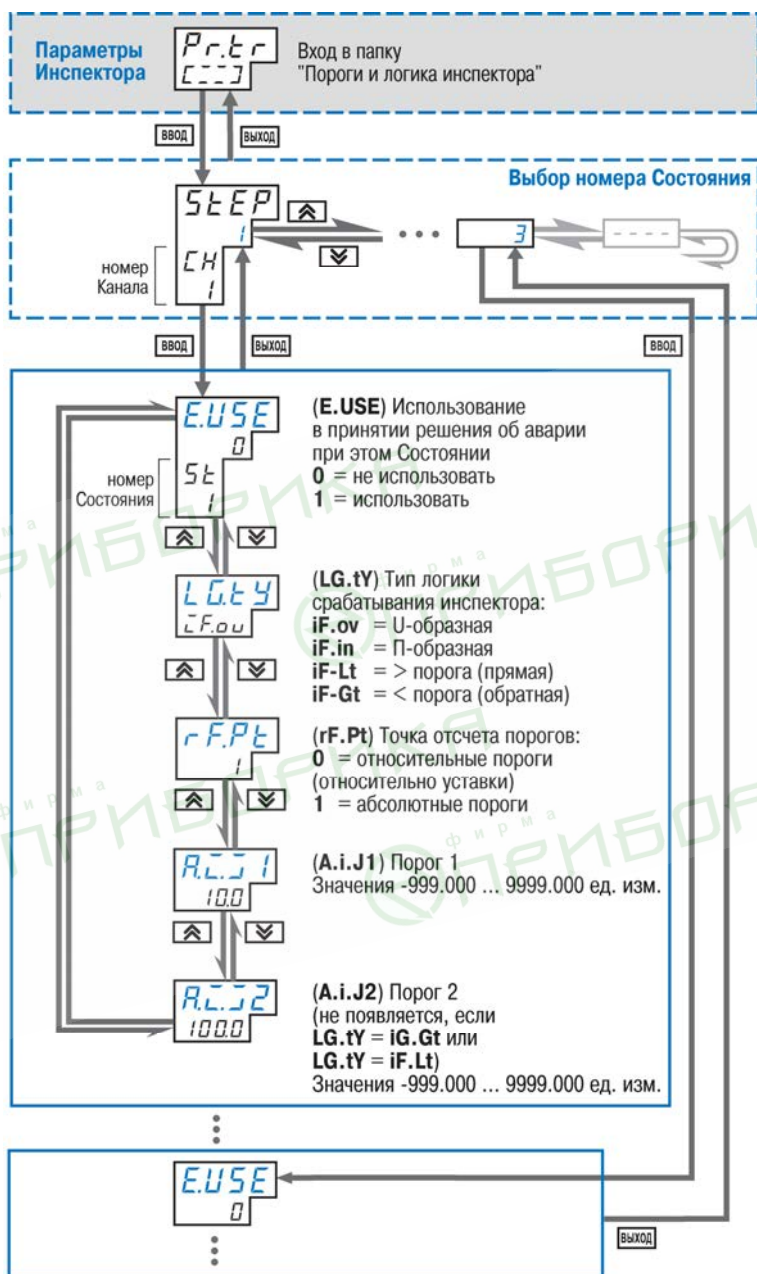 Параметры
Инспектора
Pr.tr
[---]
Вход в папку
"Пороги и логика инспектора"
ВВОД
ВЫХОД
Выбор номера Состояния
StEP
1
• • •
3
- - - -
номер
Канала
CH
1
ВВОД
ВЫХОД
ВВОД
E.USE
0
номер
Состояния
St
1
(E.USE) Использование
в принятии решения об аварии
при этом Состоянии
0 = не использовать
1 = использовать
LG.tY
iF.ov
(LG.tY) Тип логики
срабатывания инспектора:
iF.ov = U-образная
iF.in = П-образная
iF-Lt = > порога (прямая)
iF-Gt = < порога (обратная)
rF.Pt
1
(rF.Pt) Точка отсчета порогов:
0 = относительные пороги
(относительно уставки)
1 = абсолютные пороги
A.i.J1
10.0
(A.i.J1) Порог 1
Значения -999.000 ... 9999.000 ед. изм.
A.i.J2
100.0
(A.i.J2) Порог 2
(не появляется, если
LG.tY = iG.Gt или
LG.tY = iF.Lt)
Значения -999.000 ... 9999.000 ед. изм.
E.USE
0
ВЫХОД
фирма
ПРИБОРИКА